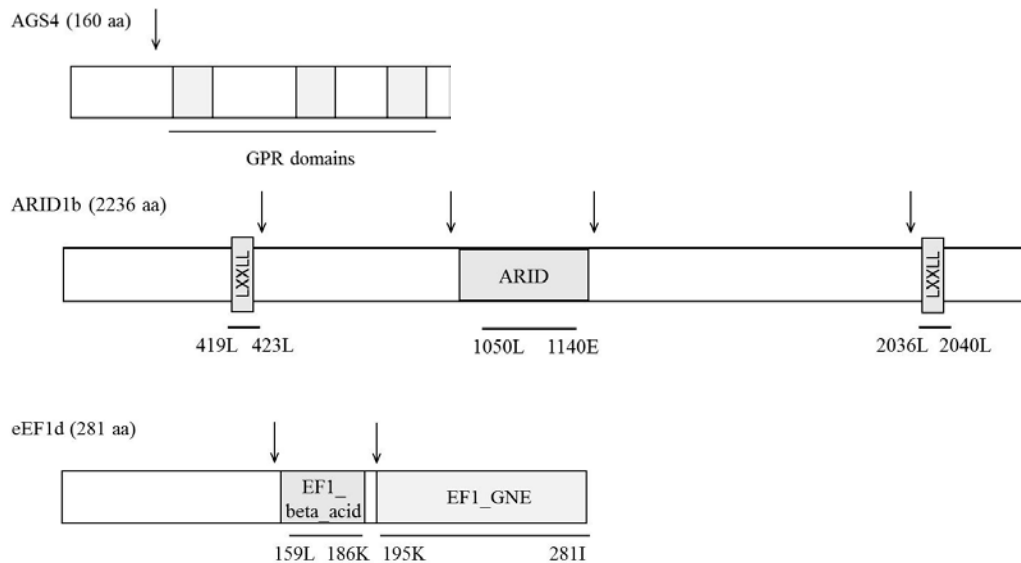 AGS4 (160 aa)
GPR domains
ARID1b (2236 aa)
LXXLL
ARID
LXXLL
419L 423L
1050L 1140E
2036L 2040L
eEF1d (281 aa)
EF1_
beta_acid
EF1_GNE
159L 186K
195K 281I